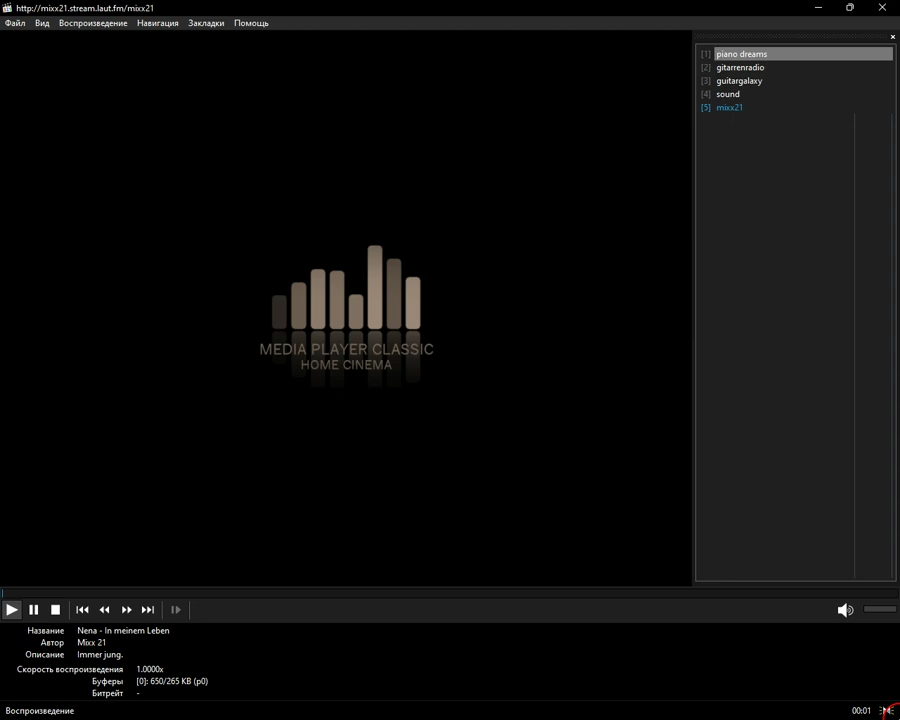 http://mixx21.stream.laut.fm/mixx21
Файл Вид Воспроизведение Навигация Закладки Помощь
[1] piano dreams
[2] gitarrenradio
[3] guitargalaxy
[4] sound
[5] mixx21
MEDIA PLAYER CLASSIC
HOME CINEMA
Название Nena - In meinem Leben
Автор Mixx 21
Описание Immer jung.
Скорость воспроизведения 1.0000x
Буферы [0]: 650/265 KB (p0)
Битрейт -
Воспроизведение 00:01